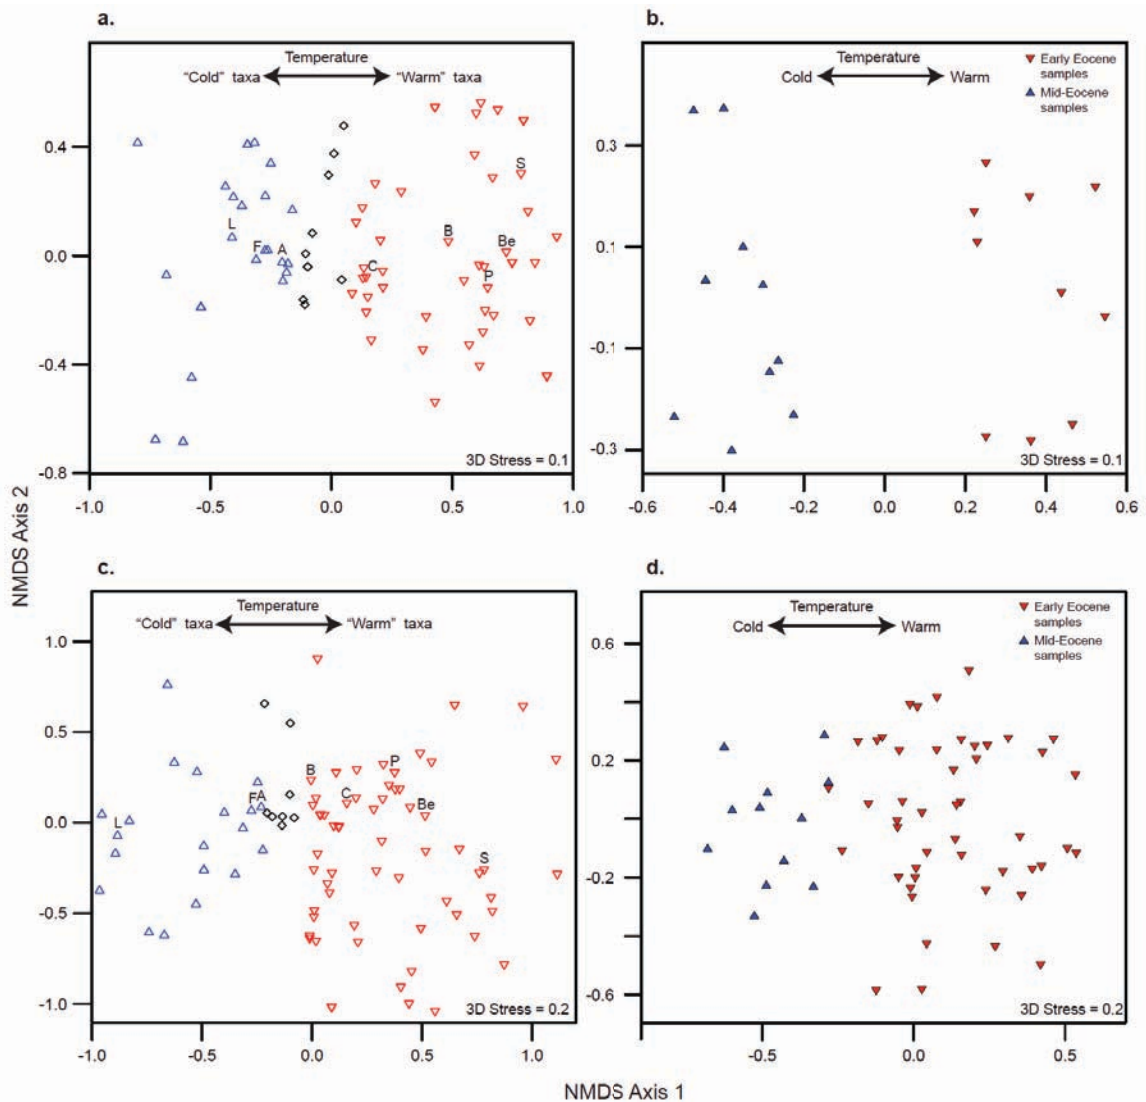 a.
Temperature
“Cold” taxa
“Warm” taxa
0.4
0.0
-0.4
-0.8
L
F
A
C
B
Be
P
S
3D Stress = 0.1
-1.0
-0.5
0.0
0.5
1.0
b.
Temperature
Cold
Warm
Early Eocene
samples
Mid-Eocene
samples
0.3
0.1
-0.1
-0.3
3D Stress = 0.1
-0.6
-0.4
-0.2
0.0
0.2
0.4
0.6
NMDS Axis 2
c.
Temperature
“Cold” taxa
“Warm” taxa
1.0
0.5
0.0
-0.5
-1.0
L
F
A
B
C
P
Be
S
3D Stress = 0.2
-1.0
-0.5
0.0
0.5
1.0
d.
Temperature
Cold
Warm
Early Eocene
samples
Mid-Eocene
samples
0.6
0.2
-0.2
-0.6
3D Stress = 0.2
-0.5
0.0
0.5
NMDS Axis 1